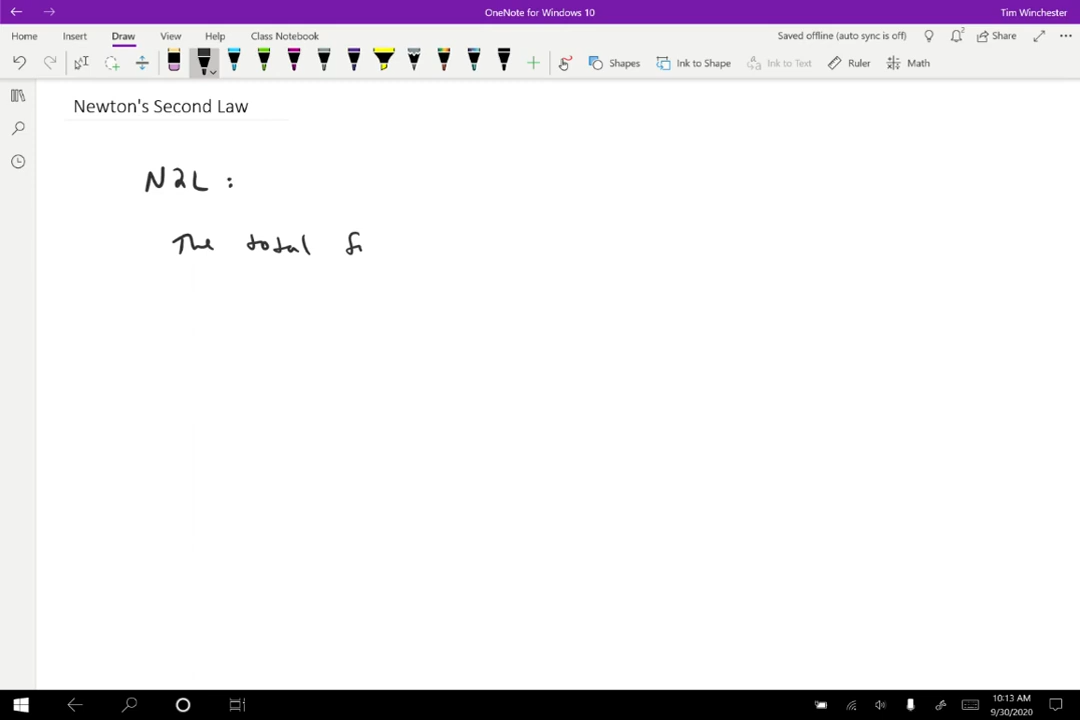 OneNote for Windows 10
Tim Winchester
Home Insert Draw View Help Class Notebook
Saved offline (auto sync is off) Share
Shapes Ink to Shape Ink to Text Ruler Math
Newton's Second Law
N2L :
The total
10:13 AM
9/30/2020